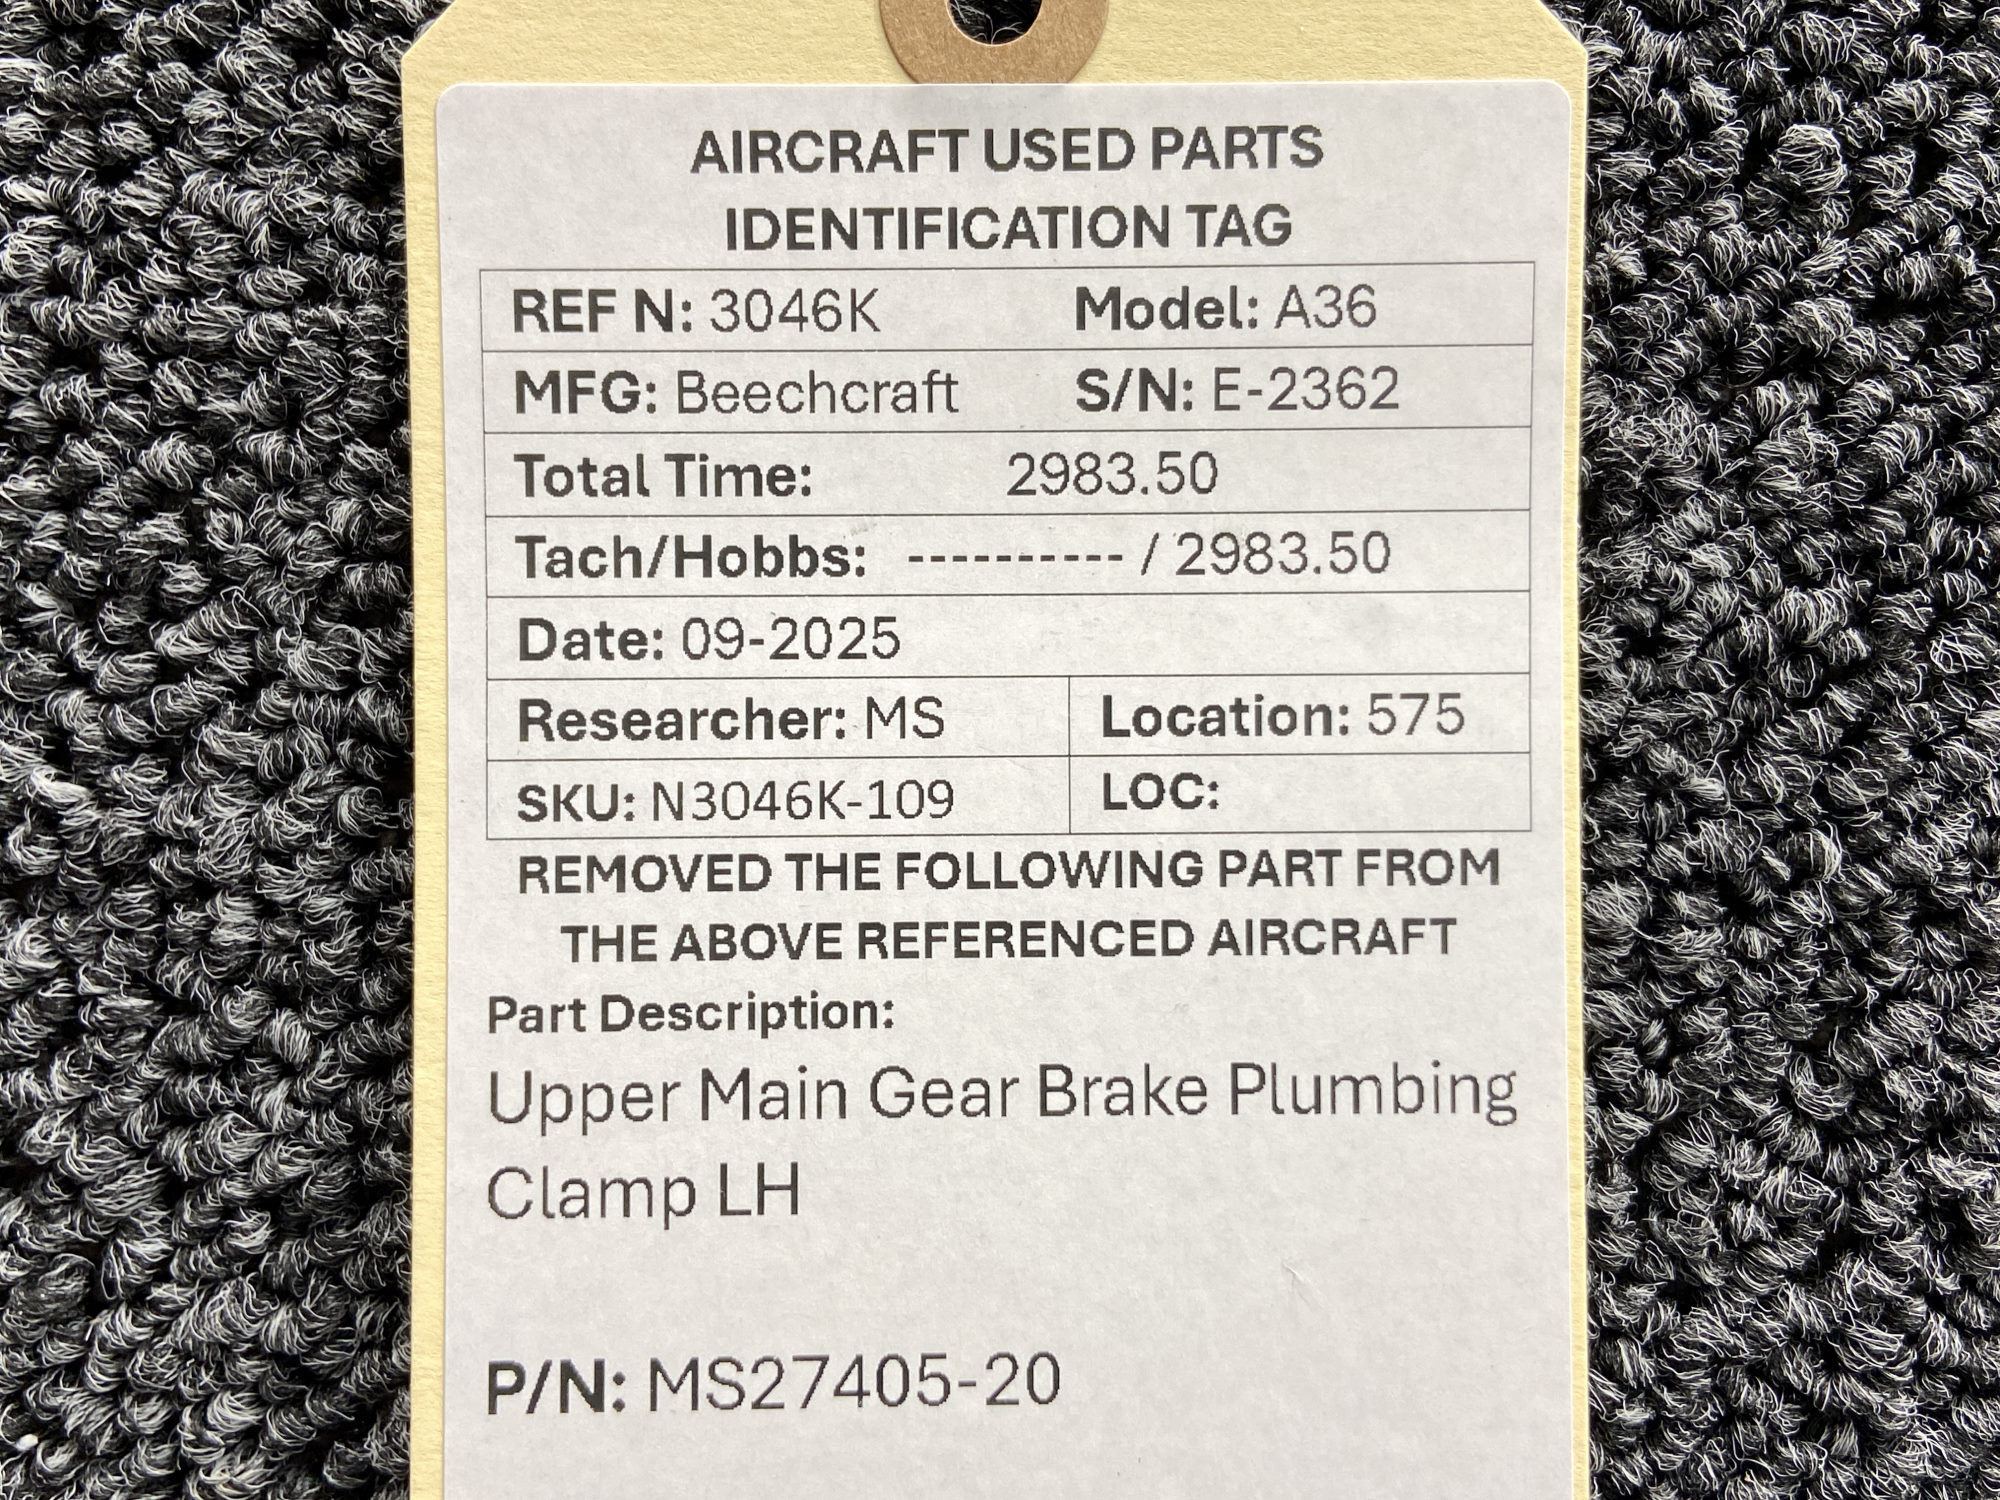 AIRCRAFT USED PARTS
IDENTIFICATION TAG
REF N: 3046K Model: A36
MFG: Beechcraft S/N: E-2362
Total Time: 2983.50
Tach/Hobbs: ---------- / 2983.50
Date: 09-2025
Researcher: MS Location: 575
SKU: N3046K-109 LOC:
REMOVED THE FOLLOWING PART FROM
THE ABOVE REFERENCED AIRCRAFT
Part Description:
Upper Main Gear Brake Plumbing
Clamp LH
P/N: MS27405-20